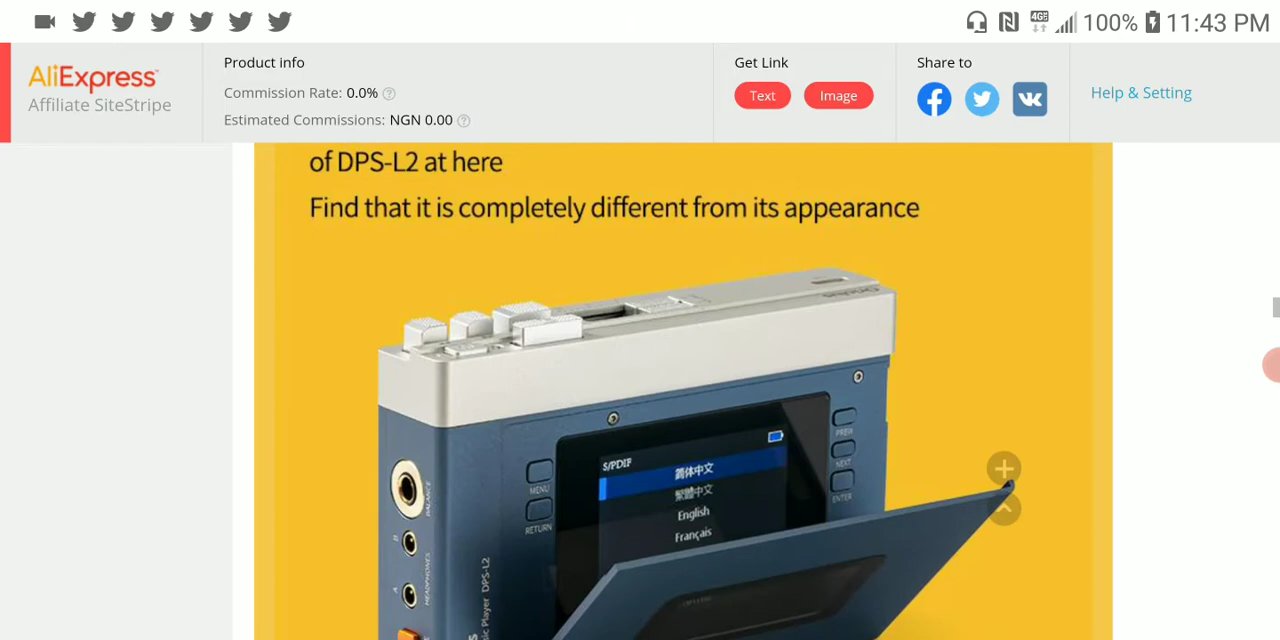 4GE 100% 11:43 PM
AliExpress™
Affiliate SiteStripe
Product info
Commission Rate: 0.0% ?
Estimated Commissions: NGN 0.00 ?
Get Link
Text Image
Share to
Help & Setting
of DPS-L2 at here
Find that it is completely different from its appearance
S/PDIF
简体中文
繁體中文
English
Français
MENU
RETURN
PREV
NEXT
ENTER
BALANCE
B
HEADPHONES
A
Player DPS-L2